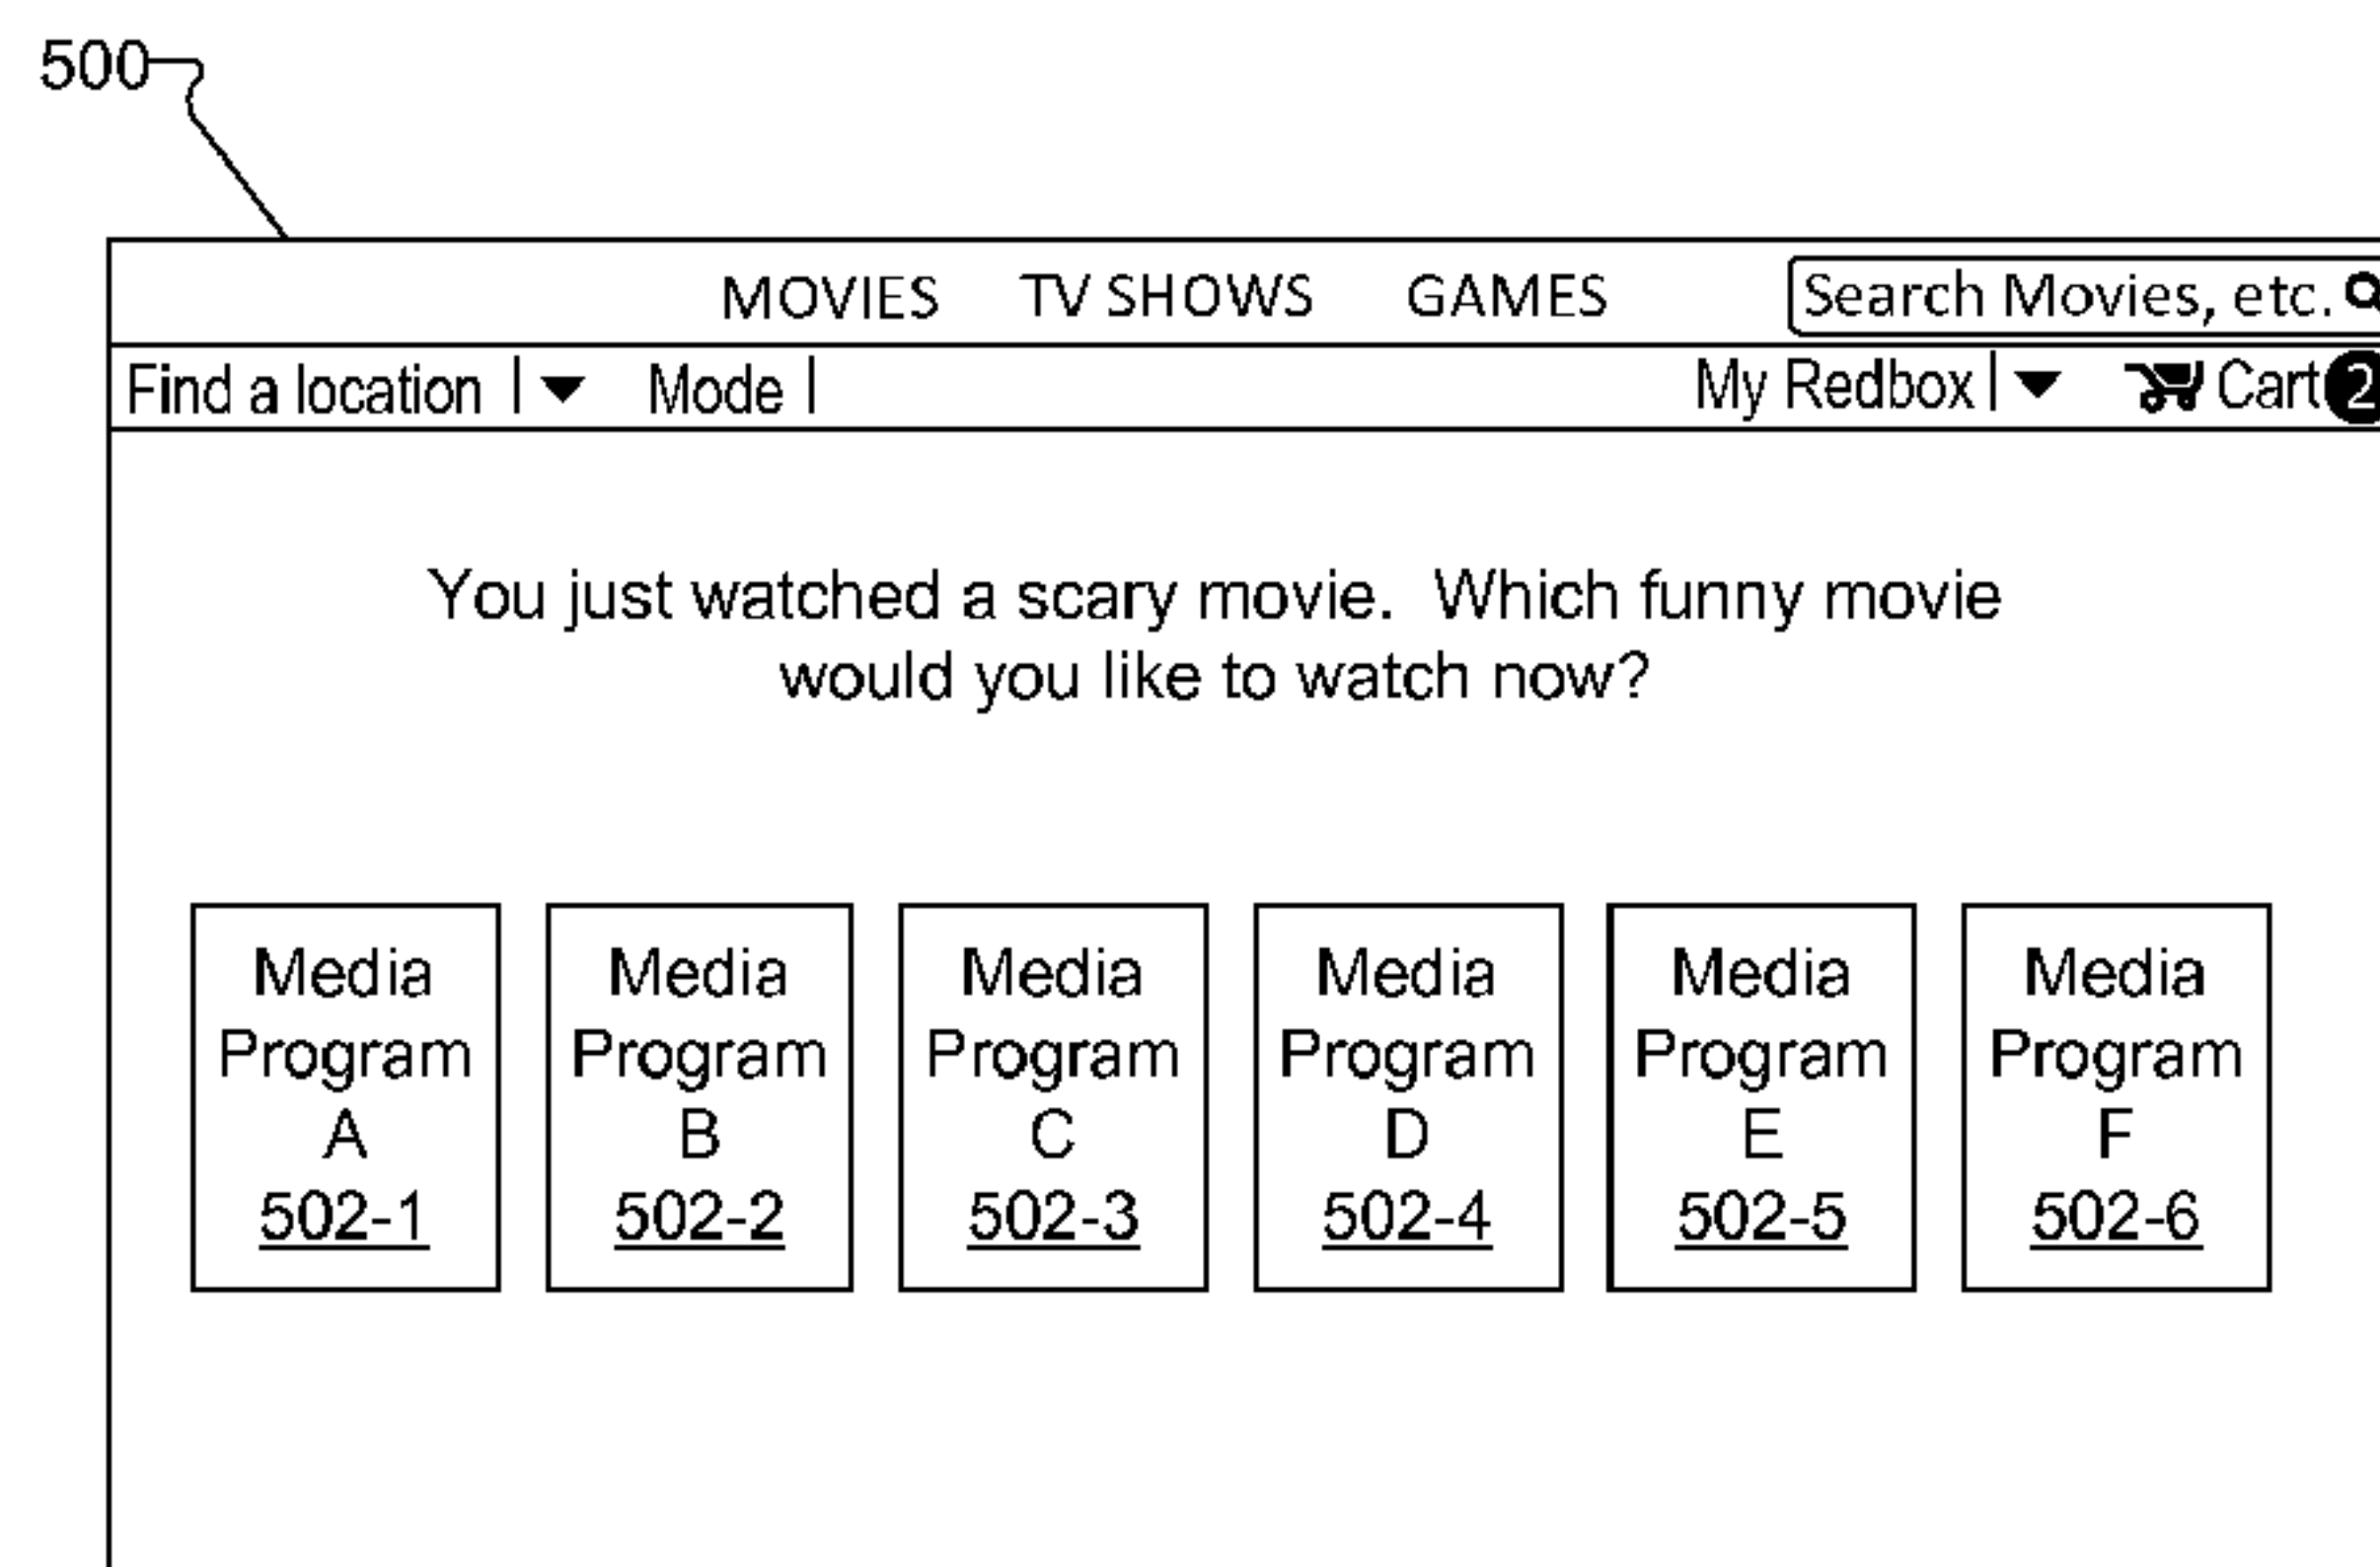 500
MOVIES TV SHOWS GAMES Search Movies, etc.
Find a location Mode My Redbox Cart 2
You just watched a scary movie. Which funny movie
would you like to watch now?
Media Media Media Media Media Media
Program Program Program Program Program Program
A B C D E F
502-1 502-2 502-3 502-4 502-5 502-6